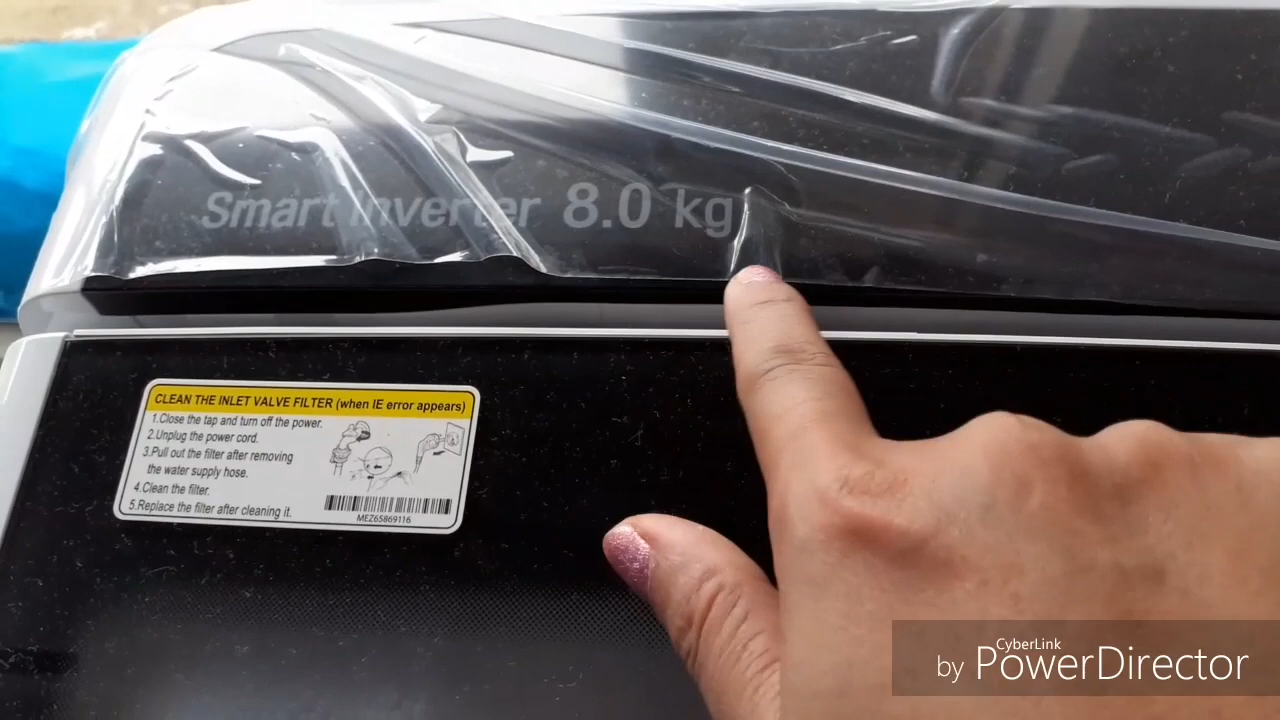 Smart Inverter 8.0 kg
CLEAN THE INLET VALVE FILTER (when IE error appears)
1.Close the tap and turn off the power.
2.Unplug the power cord.
3.Pull out the filter after removing
the water supply hose.
4.Clean the filter.
5.Replace the filter after cleaning it.
MEZ65869116
CyberLink
by PowerDirector